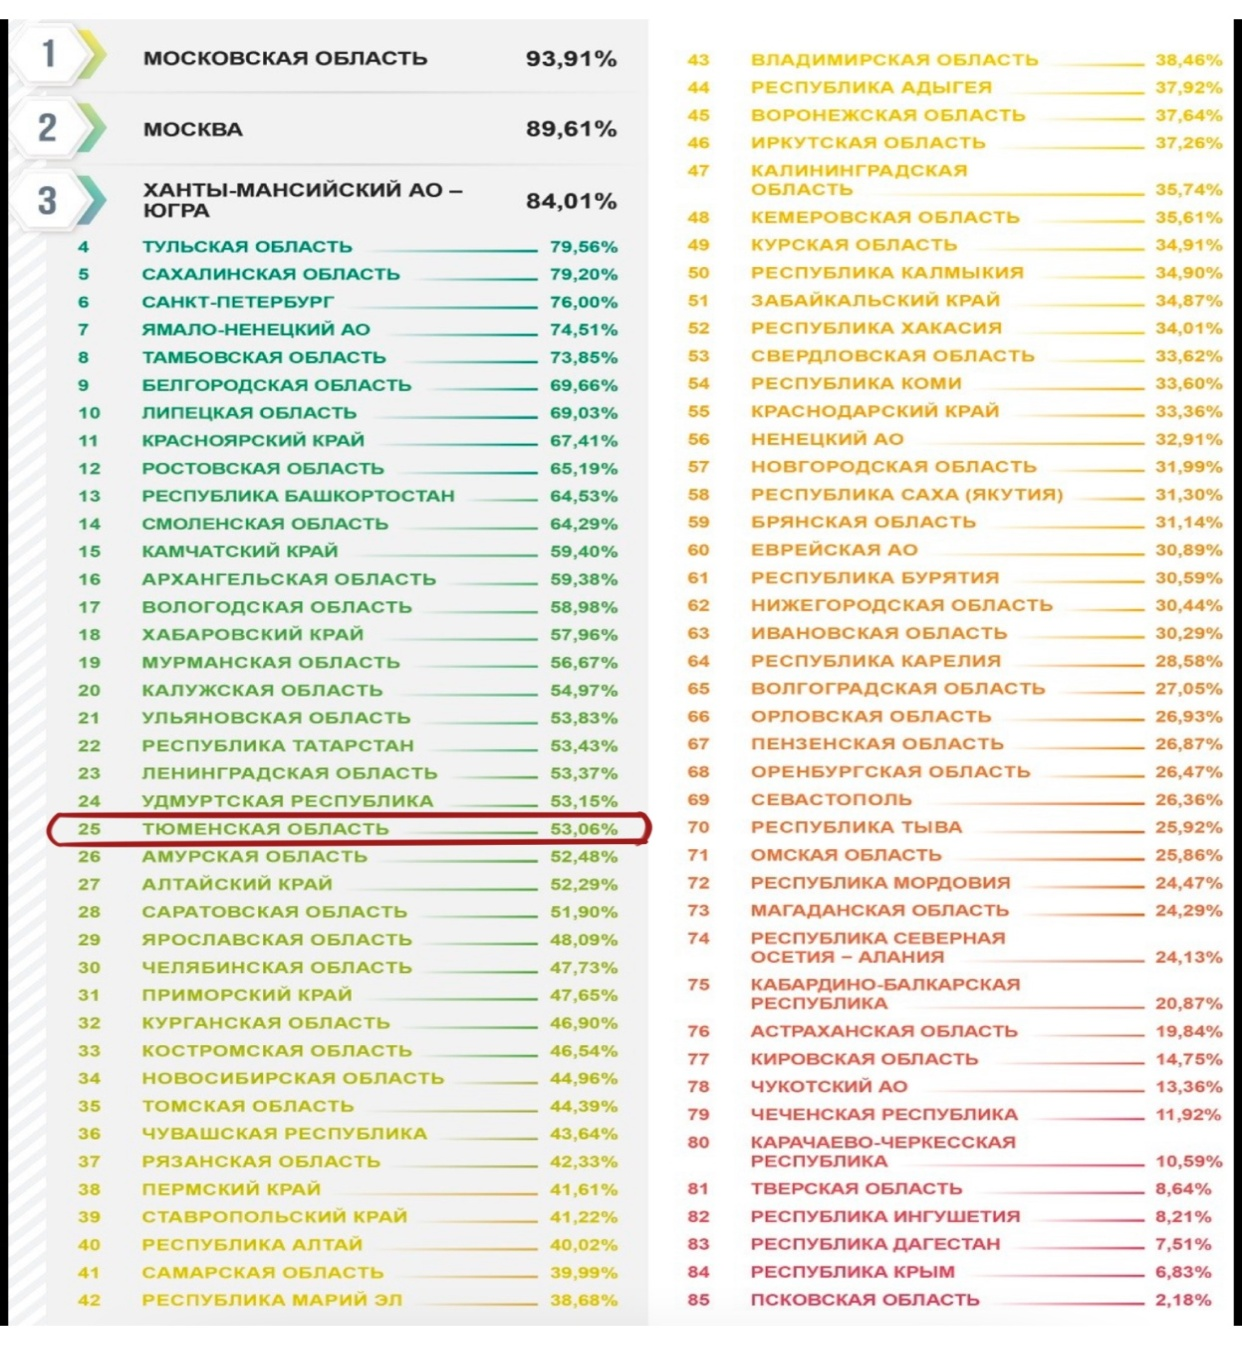 1 МОСКОВСКАЯ ОБЛАСТЬ 93,91%
2 МОСКВА 89,61%
3 ХАНТЫ-МАНСИЙСКИЙ АО –
ЮГРА 84,01%
4 ТУЛЬСКАЯ ОБЛАСТЬ 79,56%
5 САХАЛИНСКАЯ ОБЛАСТЬ 79,20%
6 САНКТ-ПЕТЕРБУРГ 76,00%
7 ЯМАЛО-НЕНЕЦКИЙ АО 74,51%
8 ТАМБОВСКАЯ ОБЛАСТЬ 73,85%
9 БЕЛГОРОДСКАЯ ОБЛАСТЬ 69,66%
10 ЛИПЕЦКАЯ ОБЛАСТЬ 69,03%
11 КРАСНОЯРСКИЙ КРАЙ 67,41%
12 РОСТОВСКАЯ ОБЛАСТЬ 65,19%
13 РЕСПУБЛИКА БАШКОРТОСТАН 64,53%
14 СМОЛЕНСКАЯ ОБЛАСТЬ 64,29%
15 КАМЧАТСКИЙ КРАЙ 59,40%
16 АРХАНГЕЛЬСКАЯ ОБЛАСТЬ 59,38%
17 ВОЛОГОДСКАЯ ОБЛАСТЬ 58,98%
18 ХАБАРОВСКИЙ КРАЙ 57,96%
19 МУРМАНСКАЯ ОБЛАСТЬ 56,67%
20 КАЛУЖСКАЯ ОБЛАСТЬ 54,97%
21 УЛЬЯНОВСКАЯ ОБЛАСТЬ 53,83%
22 РЕСПУБЛИКА ТАТАРСТАН 53,43%
23 ЛЕНИНГРАДСКАЯ ОБЛАСТЬ 53,37%
24 УДМУРТСКАЯ РЕСПУБЛИКА 53,15%
25 ТЮМЕНСКАЯ ОБЛАСТЬ 53,06%
26 АМУРСКАЯ ОБЛАСТЬ 52,48%
27 АЛТАЙСКИЙ КРАЙ 52,29%
28 САРАТОВСКАЯ ОБЛАСТЬ 51,90%
29 ЯРОСЛАВСКАЯ ОБЛАСТЬ 48,09%
30 ЧЕЛЯБИНСКАЯ ОБЛАСТЬ 47,73%
31 ПРИМОРСКИЙ КРАЙ 47,65%
32 КУРГАНСКАЯ ОБЛАСТЬ 46,90%
33 КОСТРОМСКАЯ ОБЛАСТЬ 46,54%
34 НОВОСИБИРСКАЯ ОБЛАСТЬ 44,96%
35 ТОМСКАЯ ОБЛАСТЬ 44,39%
36 ЧУВАШСКАЯ РЕСПУБЛИКА 43,64%
37 РЯЗАНСКАЯ ОБЛАСТЬ 42,33%
38 ПЕРМСКИЙ КРАЙ 41,61%
39 СТАВРОПОЛЬСКИЙ КРАЙ 41,22%
40 РЕСПУБЛИКА АЛТАЙ 40,02%
41 САМАРСКАЯ ОБЛАСТЬ 39,99%
42 РЕСПУБЛИКА МАРИЙ ЭЛ 38,68%
43 ВЛАДИМИРСКАЯ ОБЛАСТЬ 38,46%
44 РЕСПУБЛИКА АДЫГЕЯ 37,92%
45 ВОРОНЕЖСКАЯ ОБЛАСТЬ 37,64%
46 ИРКУТСКАЯ ОБЛАСТЬ 37,26%
47 КАЛИНИНГРАДСКАЯ
ОБЛАСТЬ 35,74%
48 КЕМЕРОВСКАЯ ОБЛАСТЬ 35,61%
49 КУРСКАЯ ОБЛАСТЬ 34,91%
50 РЕСПУБЛИКА КАЛМЫКИЯ 34,90%
51 ЗАБАЙКАЛЬСКИЙ КРАЙ 34,87%
52 РЕСПУБЛИКА ХАКАСИЯ 34,01%
53 СВЕРДЛОВСКАЯ ОБЛАСТЬ 33,62%
54 РЕСПУБЛИКА КОМИ 33,60%
55 КРАСНОДАРСКИЙ КРАЙ 33,36%
56 НЕНЕЦКИЙ АО 32,91%
57 НОВГОРОДСКАЯ ОБЛАСТЬ 31,99%
58 РЕСПУБЛИКА САХА (ЯКУТИЯ) 31,30%
59 БРЯНСКАЯ ОБЛАСТЬ 31,14%
60 ЕВРЕЙСКАЯ АО 30,89%
61 РЕСПУБЛИКА БУРЯТИЯ 30,59%
62 НИЖЕГОРОДСКАЯ ОБЛАСТЬ 30,44%
63 ИВАНОВСКАЯ ОБЛАСТЬ 30,29%
64 РЕСПУБЛИКА КАРЕЛИЯ 28,58%
65 ВОЛГОГРАДСКАЯ ОБЛАСТЬ 27,05%
66 ОРЛОВСКАЯ ОБЛАСТЬ 26,93%
67 ПЕНЗЕНСКАЯ ОБЛАСТЬ 26,87%
68 ОРЕНБУРГСКАЯ ОБЛАСТЬ 26,47%
69 СЕВАСТОПОЛЬ 26,36%
70 РЕСПУБЛИКА ТЫВА 25,92%
71 ОМСКАЯ ОБЛАСТЬ 25,86%
72 РЕСПУБЛИКА МОРДОВИЯ 24,47%
73 МАГАДАНСКАЯ ОБЛАСТЬ 24,29%
74 РЕСПУБЛИКА СЕВЕРНАЯ
ОСЕТИЯ – АЛАНИЯ 24,13%
75 КАБАРДИНО-БАЛКАРСКАЯ
РЕСПУБЛИКА 20,87%
76 АСТРАХАНСКАЯ ОБЛАСТЬ 19,84%
77 КИРОВСКАЯ ОБЛАСТЬ 14,75%
78 ЧУКОТСКИЙ АО 13,36%
79 ЧЕЧЕНСКАЯ РЕСПУБЛИКА 11,92%
80 КАРАЧАЕВО-ЧЕРКЕССКАЯ
РЕСПУБЛИКА 10,59%
81 ТВЕРСКАЯ ОБЛАСТЬ 8,64%
82 РЕСПУБЛИКА ИНГУШЕТИЯ 8,21%
83 РЕСПУБЛИКА ДАГЕСТАН 7,51%
84 РЕСПУБЛИКА КРЫМ 6,83%
85 ПСКОВСКАЯ ОБЛАСТЬ 2,18%